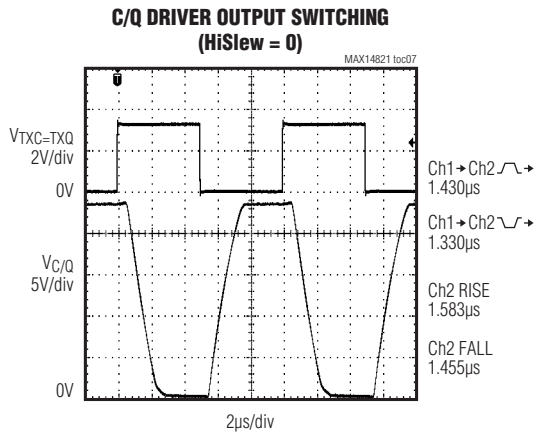 C/Q DRIVER OUTPUT SWITCHING
(HiSlew = 0)
MAX14821 toc07
T
VTXC=TXQ
2V/div
0V
VC/Q
5V/div
0V
Ch1➔Ch2
1.430µs
Ch1➔Ch2
1.330µs
Ch2 RISE
1.583µs
Ch2 FALL
1.455µs
2µs/div